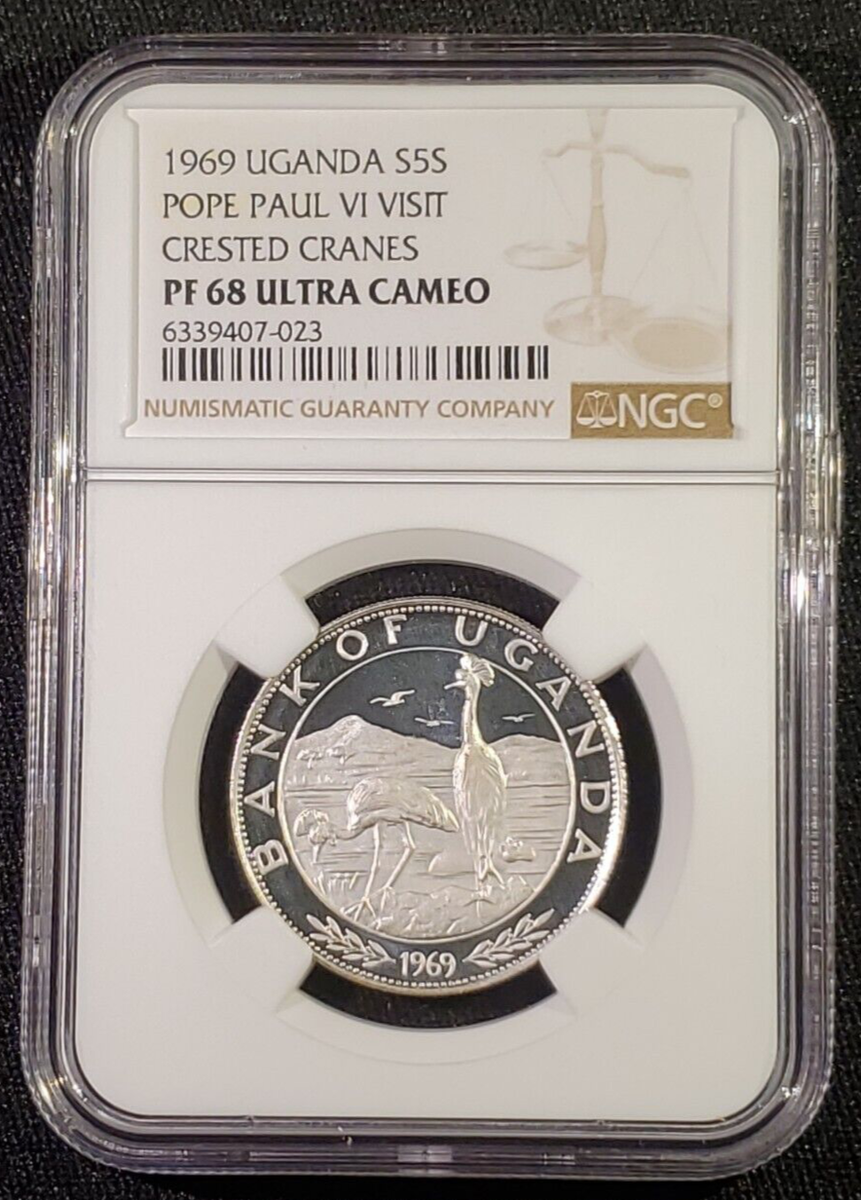 1969 UGANDA S5S
POPE PAUL VI VISIT
CRESTED CRANES
PF 68 ULTRA CAMEO
6339407-023
NUMISMATIC GUARANTY COMPANY
NGC®
BANK OF UGANDA
1969